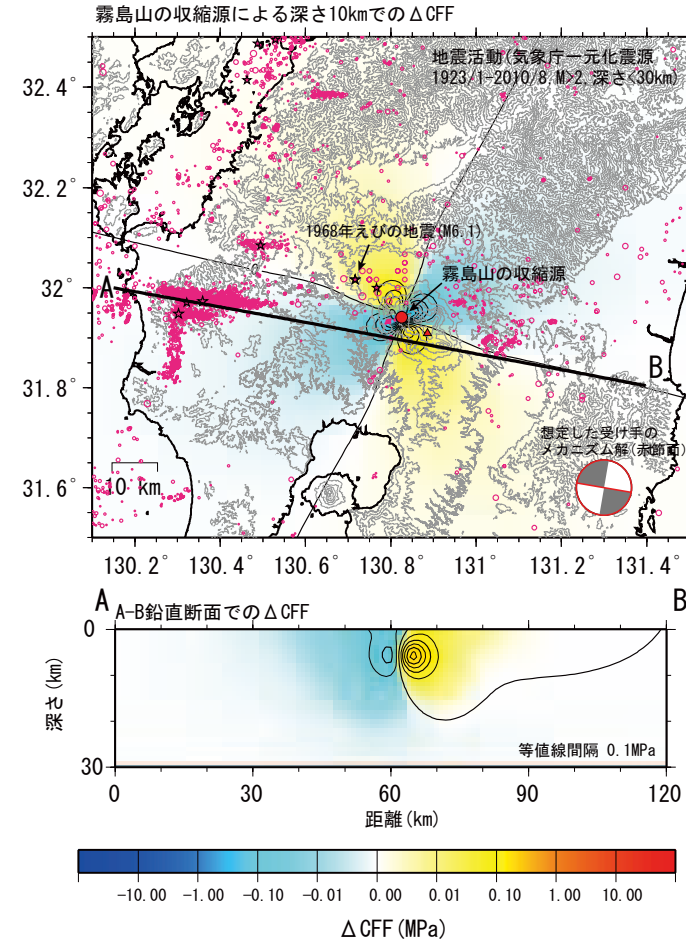 霧島山の収縮源による深さ10kmでのΔCFF
地震活動(気象庁一元化震源
1923/1-2010/8 M>2, 深さ<30km)
32.4°
32.2°
1968年えびの地震(M6.1)
霧島山の収縮源
32°
A
B
31.8°
想定した受け手の
メカニズム解(赤節面)
31.6°
10 km
130.2° 130.4° 130.6° 130.8° 131° 131.2° 131.4°
A
B
A-B鉛直断面でのΔCFF
0
深さ(km)
等値線間隔 0.1MPa
30
0 30 60 90 120
距離(km)
-10.00 -1.00 -0.10 -0.01 0.00 0.01 0.10 1.00 10.00
ΔCFF(MPa)